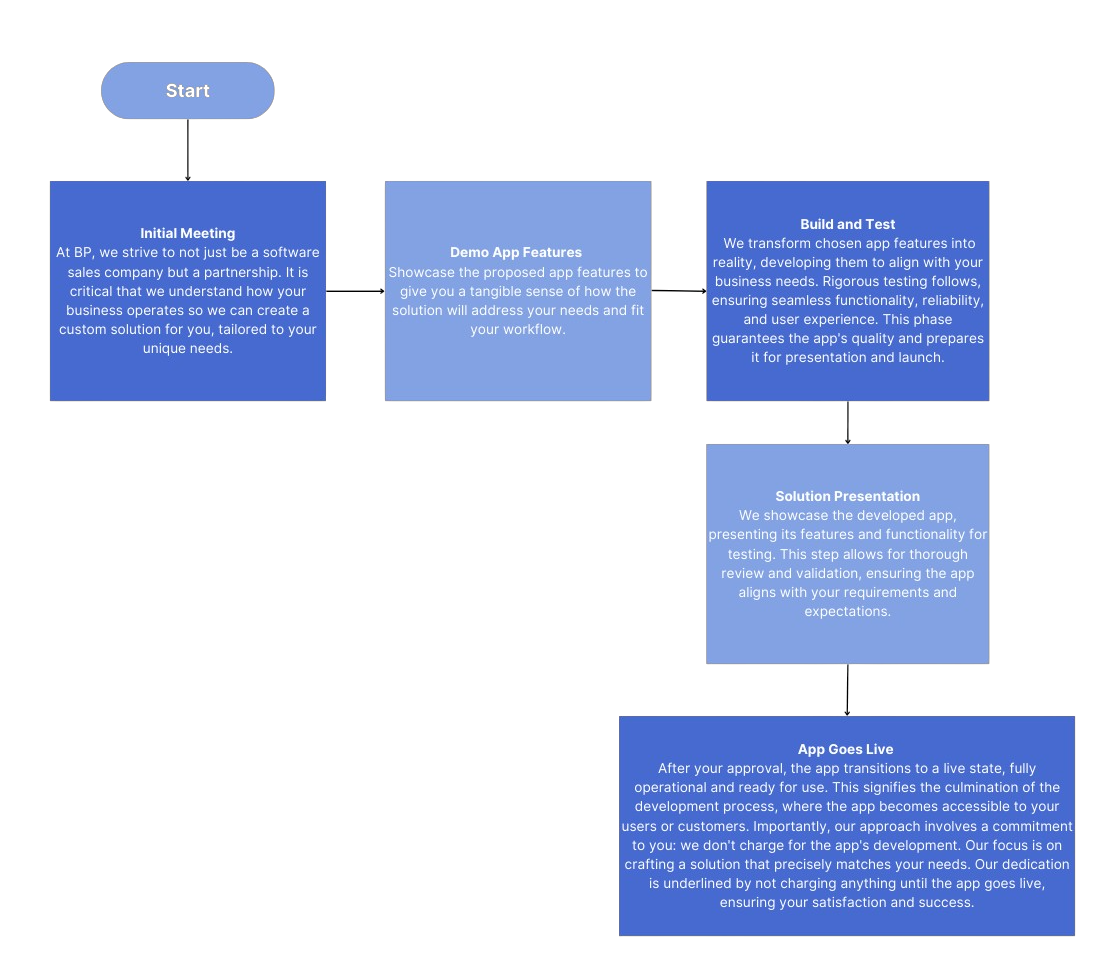 Start
Initial Meeting
At BP, we strive to not just be a software
sales company but a partnership. It is
critical that we understand how your
business operates so we can create a
custom solution for you, tailored to your
unique needs.
Demo App Features
Showcase the proposed app features to
give you a tangible sense of how the
solution will address your needs and fit
your workflow.
Build and Test
We transform chosen app features into
reality, developing them to align with your
business needs. Rigorous testing follows,
ensuring seamless functionality, reliability,
and user experience. This phase
guarantees the app's quality and prepares
it for presentation and launch.
Solution Presentation
We showcase the developed app,
presenting its features and functionality for
testing. This step allows for thorough
review and validation, ensuring the app
aligns with your requirements and
expectations.
App Goes Live
After your approval, the app transitions to a live state, fully
operational and ready for use. This signifies the culmination of the
development process, where the app becomes accessible to your
users or customers. Importantly, our approach involves a commitment
to you: we don't charge for the app's development. Our focus is on
crafting a solution that precisely matches your needs. Our dedication
is underlined by not charging anything until the app goes live,
ensuring your satisfaction and success.